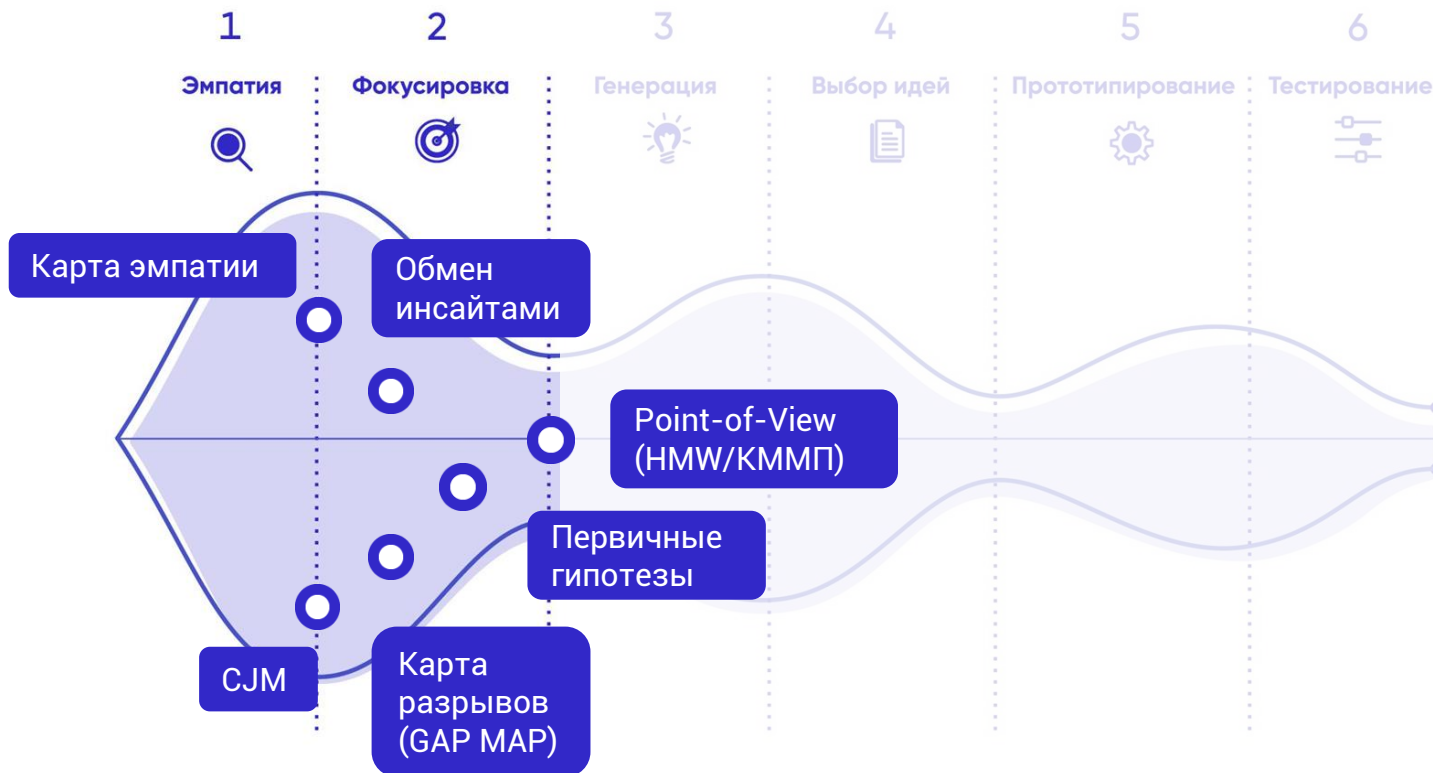 1
2
3
4
5
6
Эмпатия
Фокусировка
Генерация
Выбор идей
Прототипирование
Тестирование
Карта эмпатии
Обмен
инсайтами
Point-of-View
(HMW/КММП)
Первичные
гипотезы
CJM
Карта
разрывов
(GAP MAP)